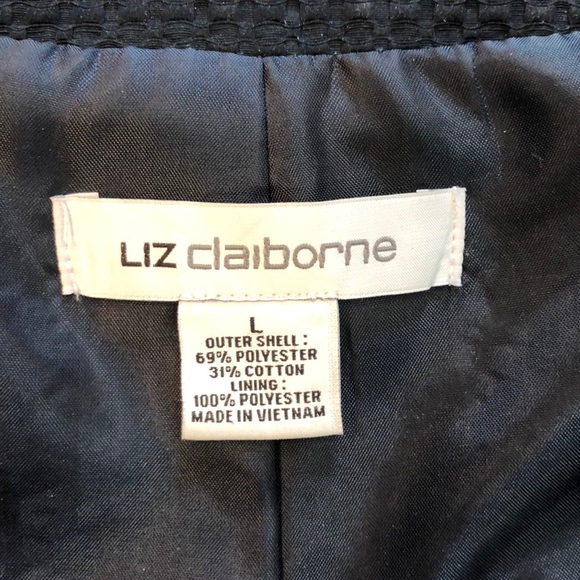 LIZ claiborne
L
OUTER SHELL:
69% POLYESTER
31% COTTON
LINING:
100% POLYESTER
MADE IN VIETNAM